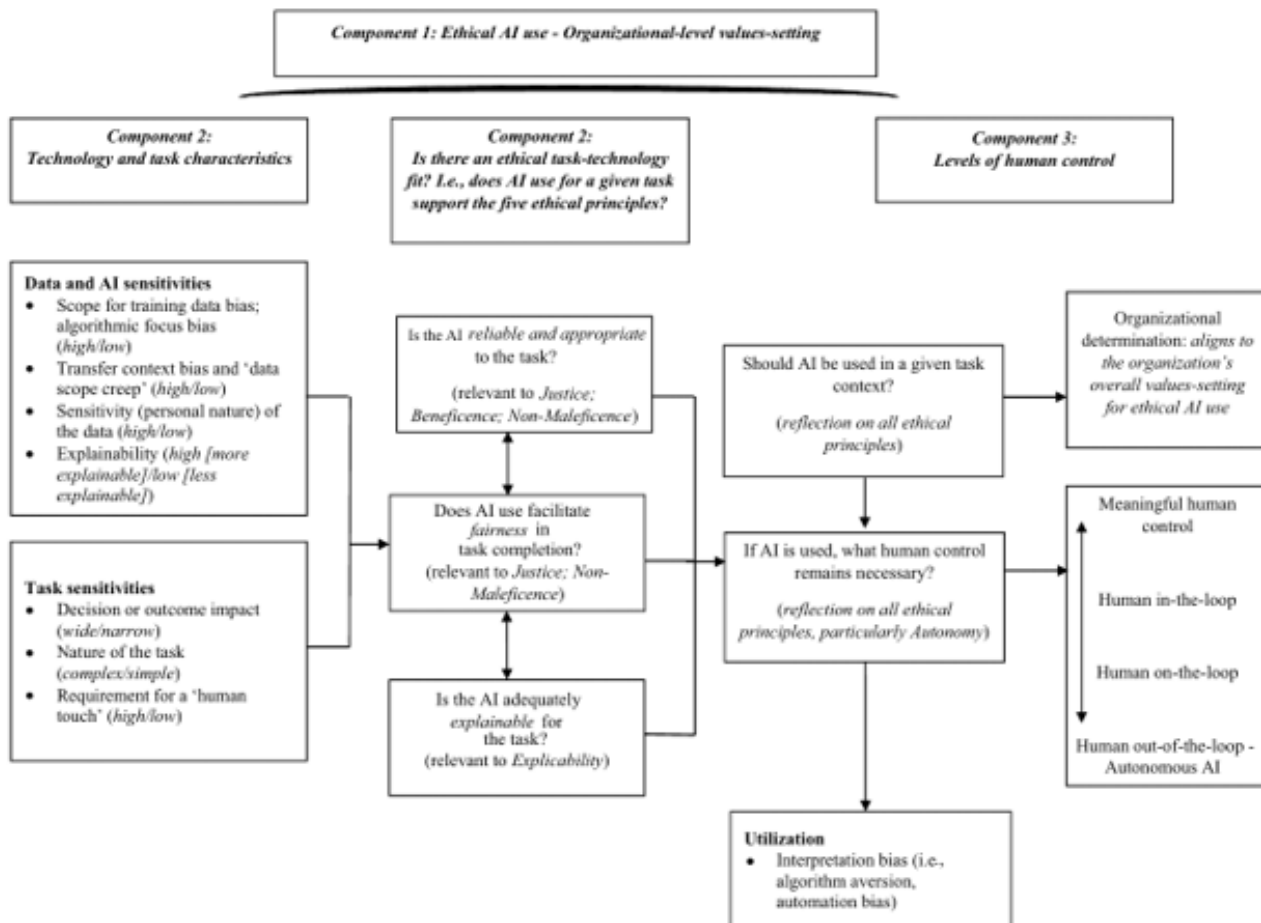 Component 1: Ethical AI use - Organizational-level values-setting
Component 2:
Technology and task characteristics
Component 2:
Is there an ethical task-technology
fit? I.e., does AI use for a given task
support the five ethical principles?
Component 3:
Levels of human control
Data and AI sensitivities
• Scope for training data bias;
algorithmic focus bias
(high/low)
• Transfer context bias and ‘data
scope creep’ (high/low)
• Sensitivity (personal nature) of
the data (high/low)
• Explainability (high [more
explainable]/low [less
explainable])
Task sensitivities
• Decision or outcome impact
(wide/narrow)
• Nature of the task
(complex/simple)
• Requirement for a ‘human
touch’ (high/low)
Is the AI reliable and appropriate
to the task?
(relevant to Justice;
Beneficence; Non-Maleficence)
Does AI use facilitate
fairness in
task completion?
(relevant to Justice; Non-
Maleficence)
Is the AI adequately
explainable for
the task?
(relevant to Explicability)
Should AI be used in a given task
context?
(reflection on all ethical
principles)
If AI is used, what human control
remains necessary?
(reflection on all ethical
principles, particularly Autonomy)
Utilization
• Interpretation bias (i.e.,
algorithm aversion,
automation bias)
Organizational
determination: aligns to
the organization’s
overall values-setting
for ethical AI use
Meaningful human
control
Human in-the-loop
Human on-the-loop
Human out-of-the-loop -
Autonomous AI